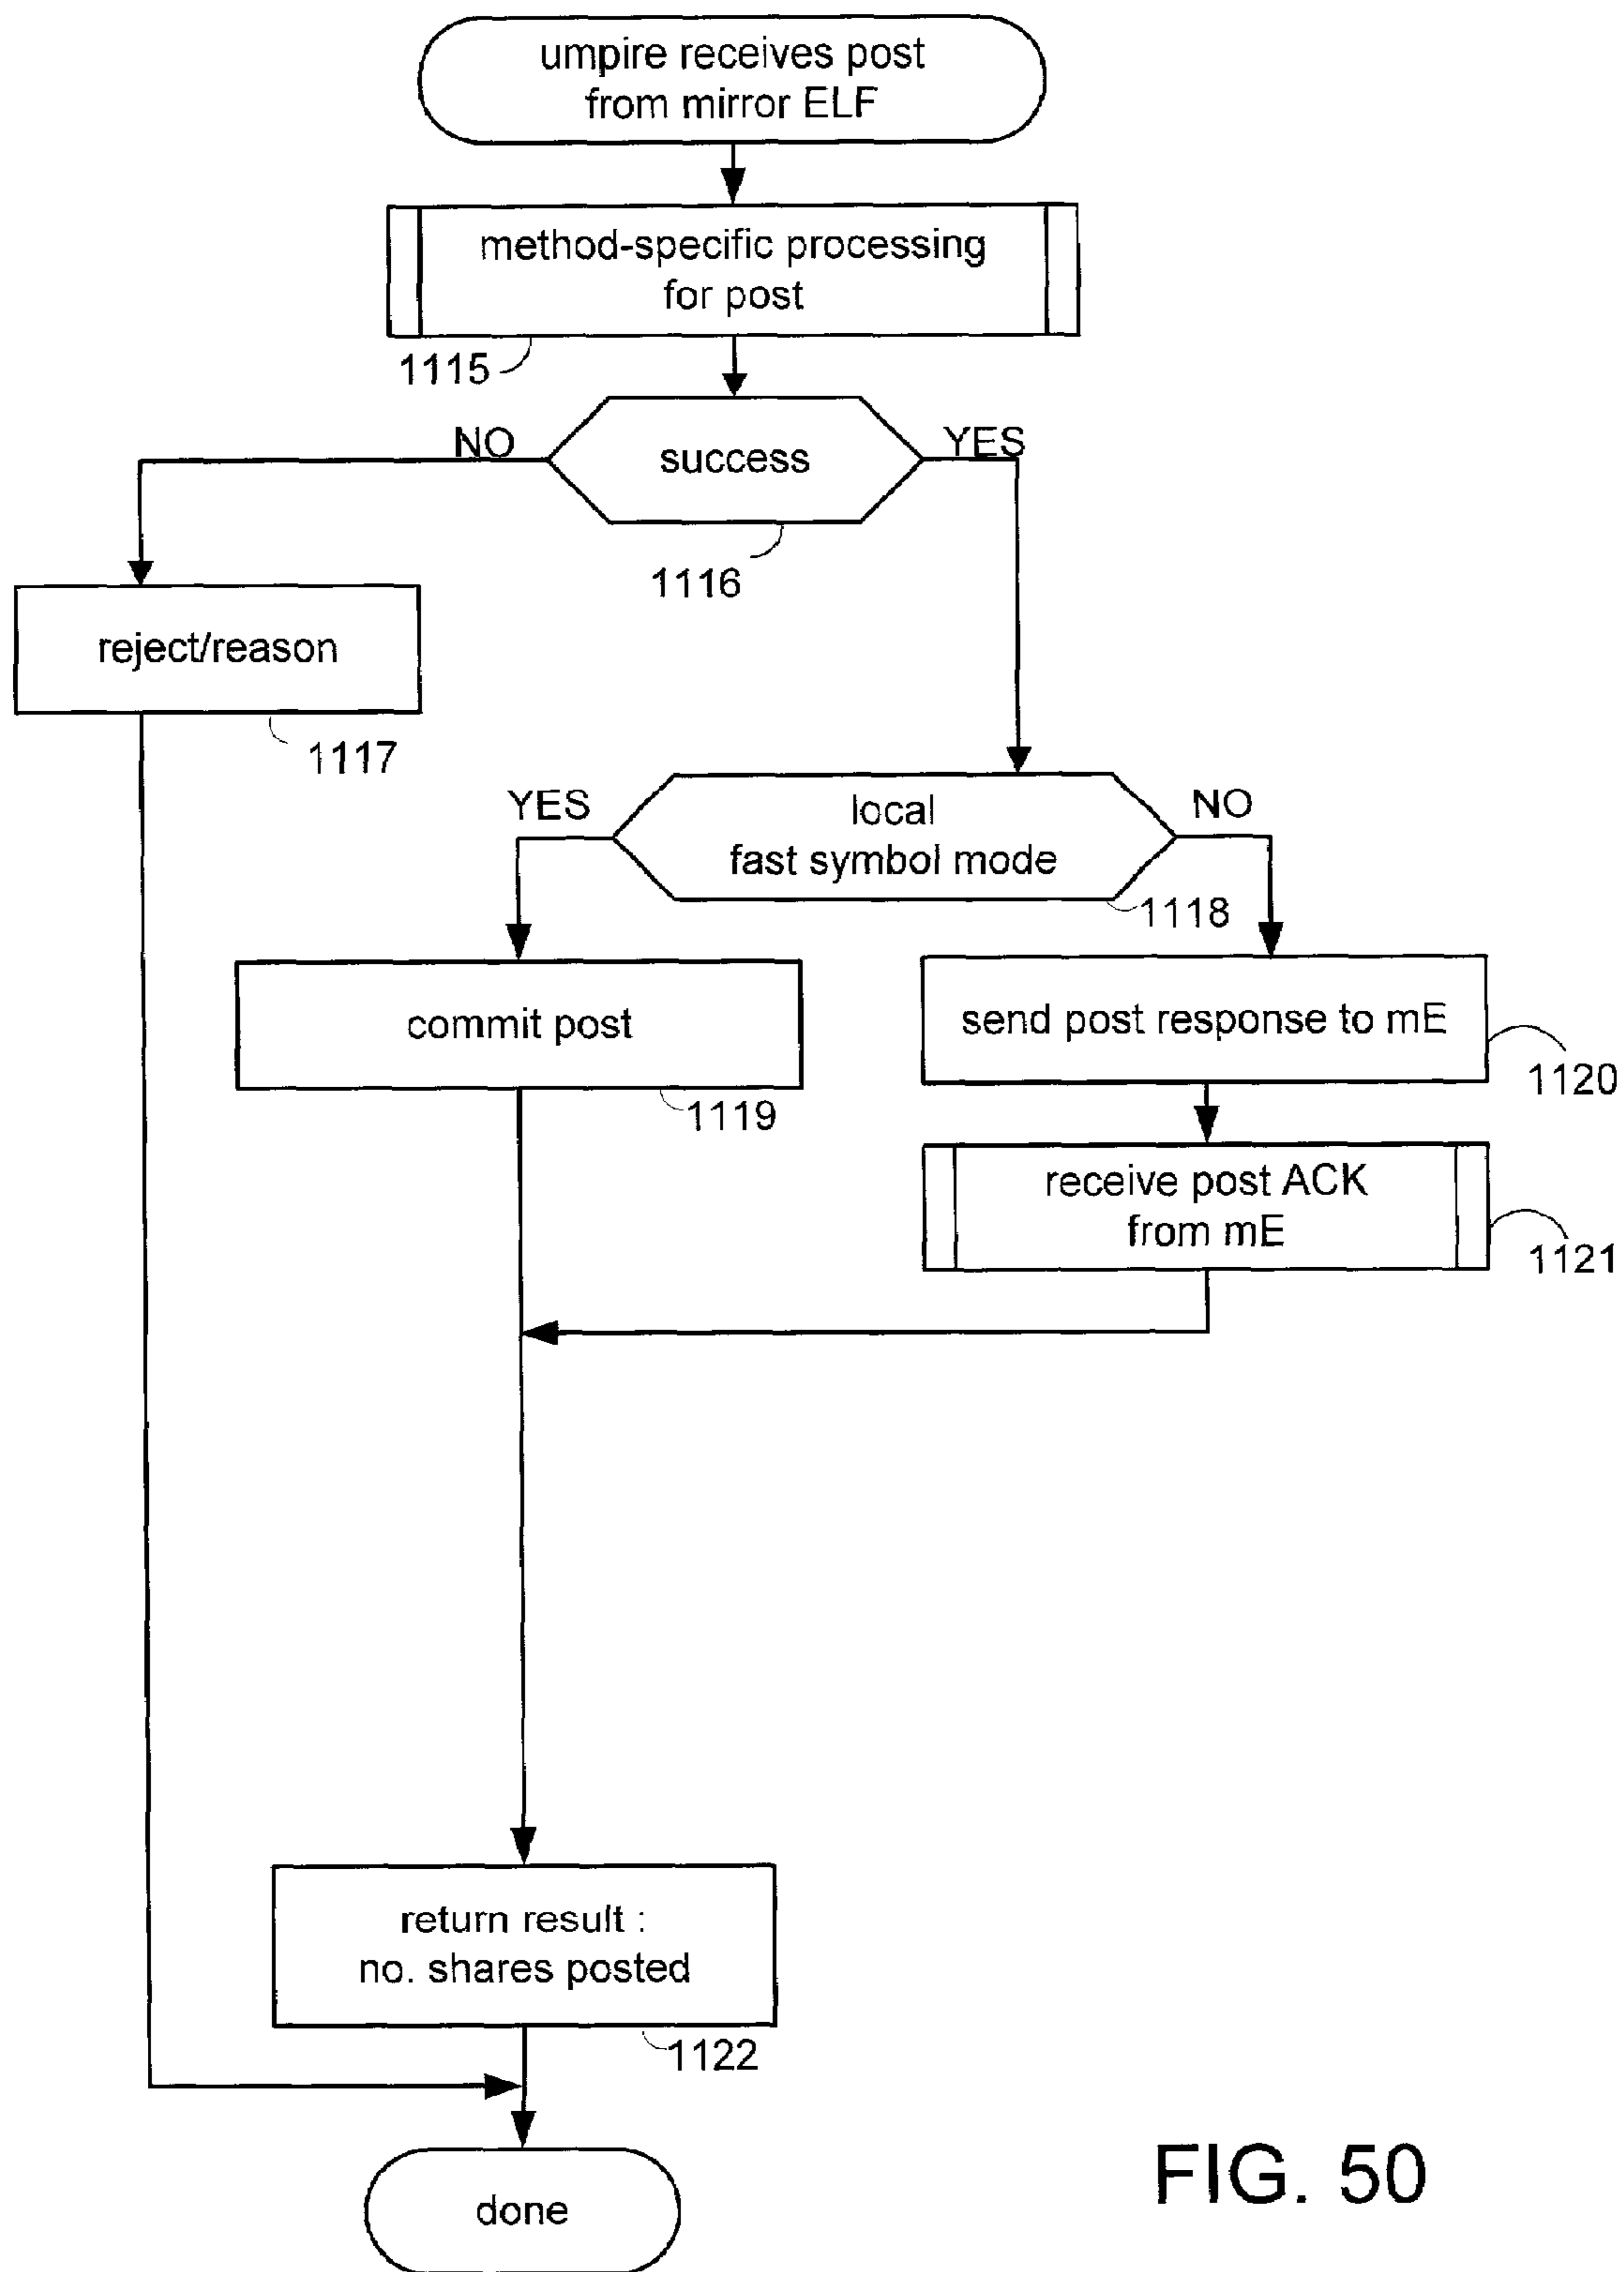 umpire receives post
from mirror ELF
method-specific processing
for post
1115
NO
YES
success
1116
reject/reason
1117
YES
NO
local
fast symbol mode
1118
commit post
1119
send post response to mE
1120
receive post ACK
from mE
1121
return result :
no. shares posted
1122
done
FIG. 50